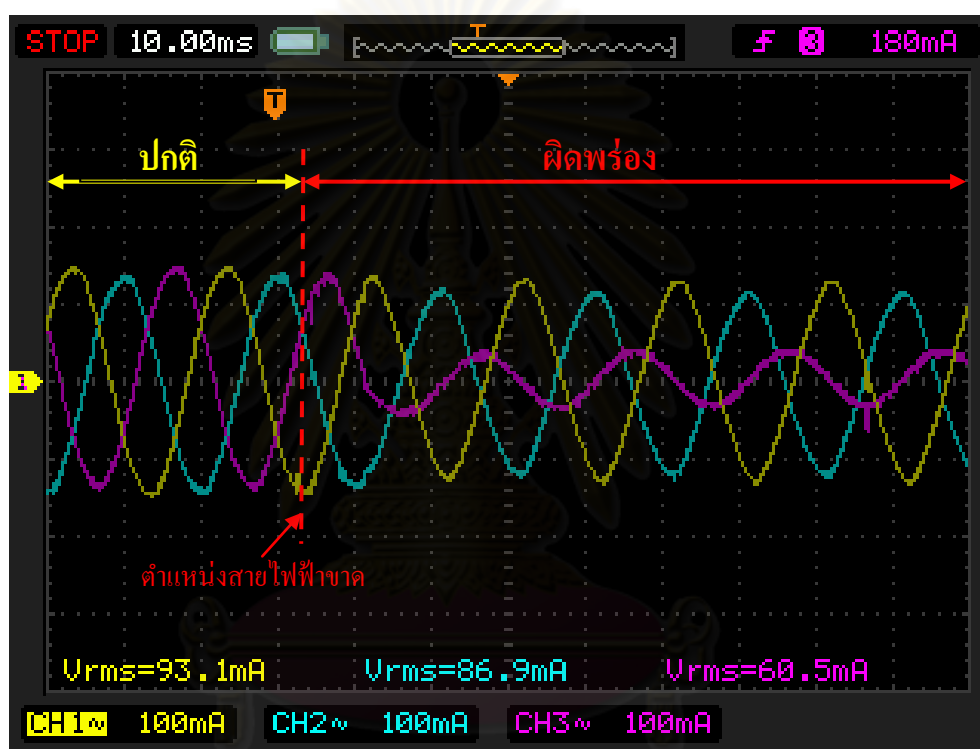 STOP 10.00ms T 3 180mA
T
ปกติ ผิดพร่อง
1
ตำแหน่งสายไฟฟ้าขาด
Vrms=93.1mA Vrms=86.9mA Vrms=60.5mA
CH1~ 100mA CH2~ 100mA CH3~ 100mA